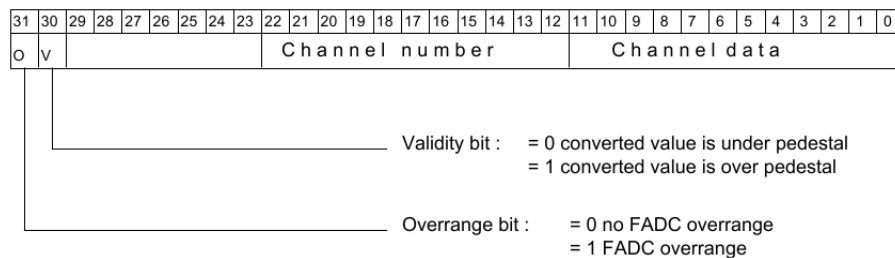 31 30 29 28 27 26 25 24 23 22 21 20 19 18 17 16 15 14 13 12 11 10 9 8 7 6 5 4 3 2 1 0
O V Channel number Channel data
Validity bit : = 0 converted value is under pedestal
= 1 converted value is over pedestal
Overrange bit : = 0 no FADC overrange
= 1 FADC overrange